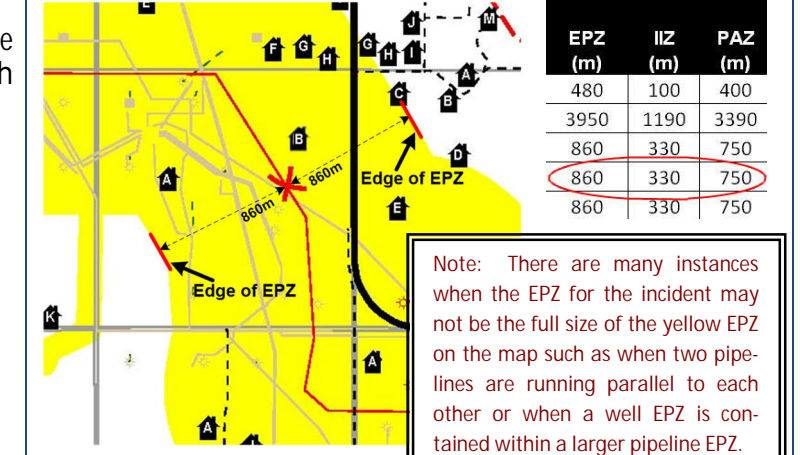 e
h
E
J
M
F
G
H
G
H
I
A
C
B
B
D
A
860m
860m
Edge of EPZ
E
Edge of EPZ
K
A
A
EPZ IIZ PAZ
(m) (m) (m)
480 100 400
3950 1190 3390
860 330 750
860 330 750
860 330 750
Note: There are many instances
when the EPZ for the incident may
not be the full size of the yellow EPZ
on the map such as when two pipe-
lines are running parallel to each
other or when a well EPZ is con-
tained within a larger pipeline EPZ.